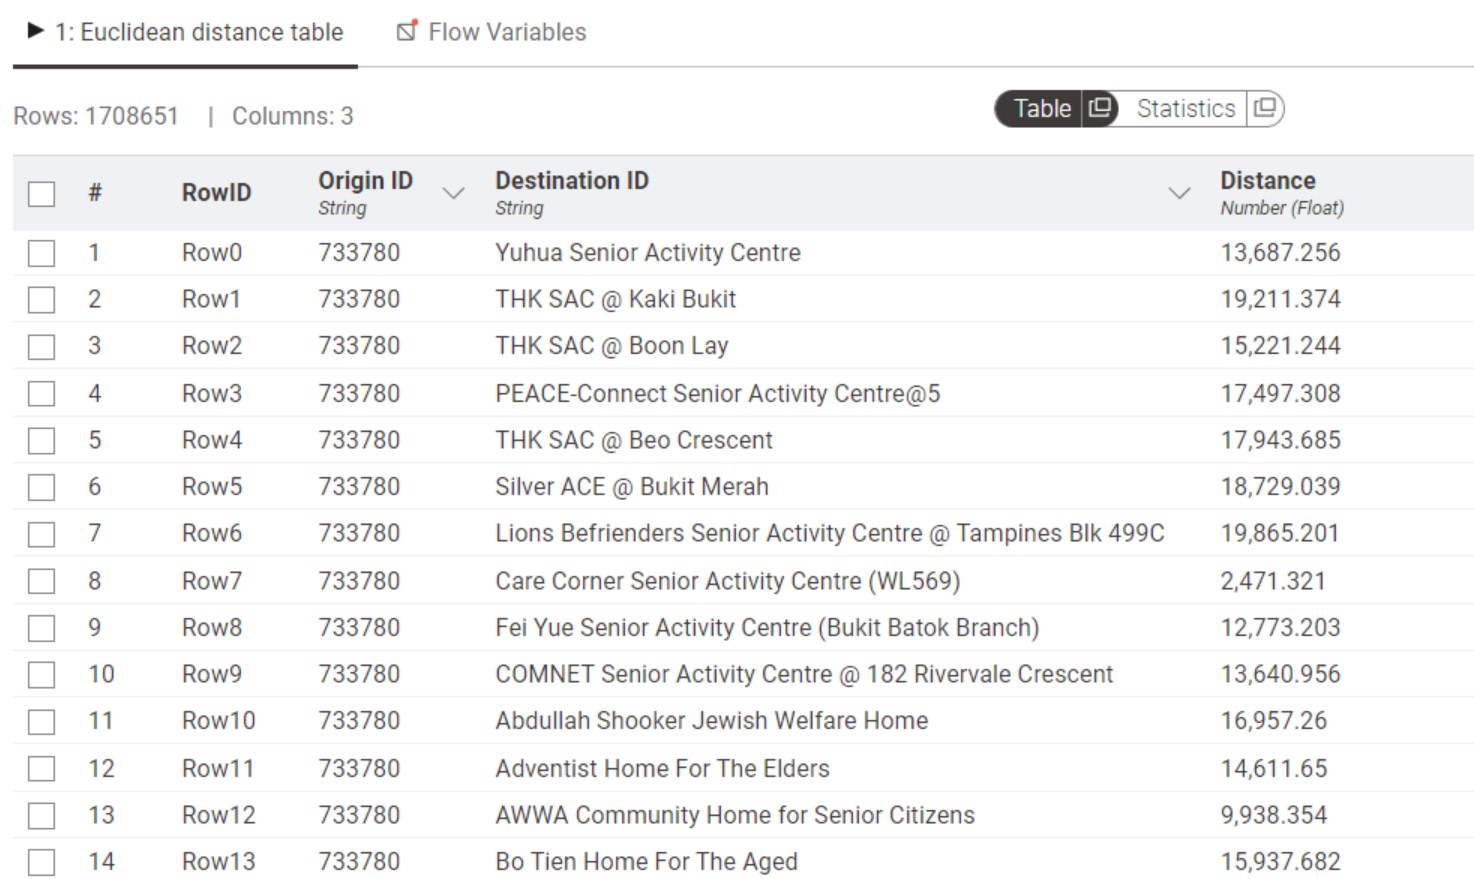 ▶ 1: Euclidean distance table Flow Variables
Rows: 1708651 | Columns: 3 Table Statistics
# RowID Origin ID String Destination ID String Distance Number (Float)
1 Row0 733780 Yuhua Senior Activity Centre 13,687.256
2 Row1 733780 THK SAC @ Kaki Bukit 19,211.374
3 Row2 733780 THK SAC @ Boon Lay 15,221.244
4 Row3 733780 PEACE-Connect Senior Activity Centre@5 17,497.308
5 Row4 733780 THK SAC @ Beo Crescent 17,943.685
6 Row5 733780 Silver ACE @ Bukit Merah 18,729.039
7 Row6 733780 Lions Befrienders Senior Activity Centre @ Tampines Blk 499C 19,865.201
8 Row7 733780 Care Corner Senior Activity Centre (WL569) 2,471.321
9 Row8 733780 Fei Yue Senior Activity Centre (Bukit Batok Branch) 12,773.203
10 Row9 733780 COMNET Senior Activity Centre @ 182 Rivervale Crescent 13,640.956
11 Row10 733780 Abdullah Shooker Jewish Welfare Home 16,957.26
12 Row11 733780 Adventist Home For The Elders 14,611.65
13 Row12 733780 AWWA Community Home for Senior Citizens 9,938.354
14 Row13 733780 Bo Tien Home For The Aged 15,937.682